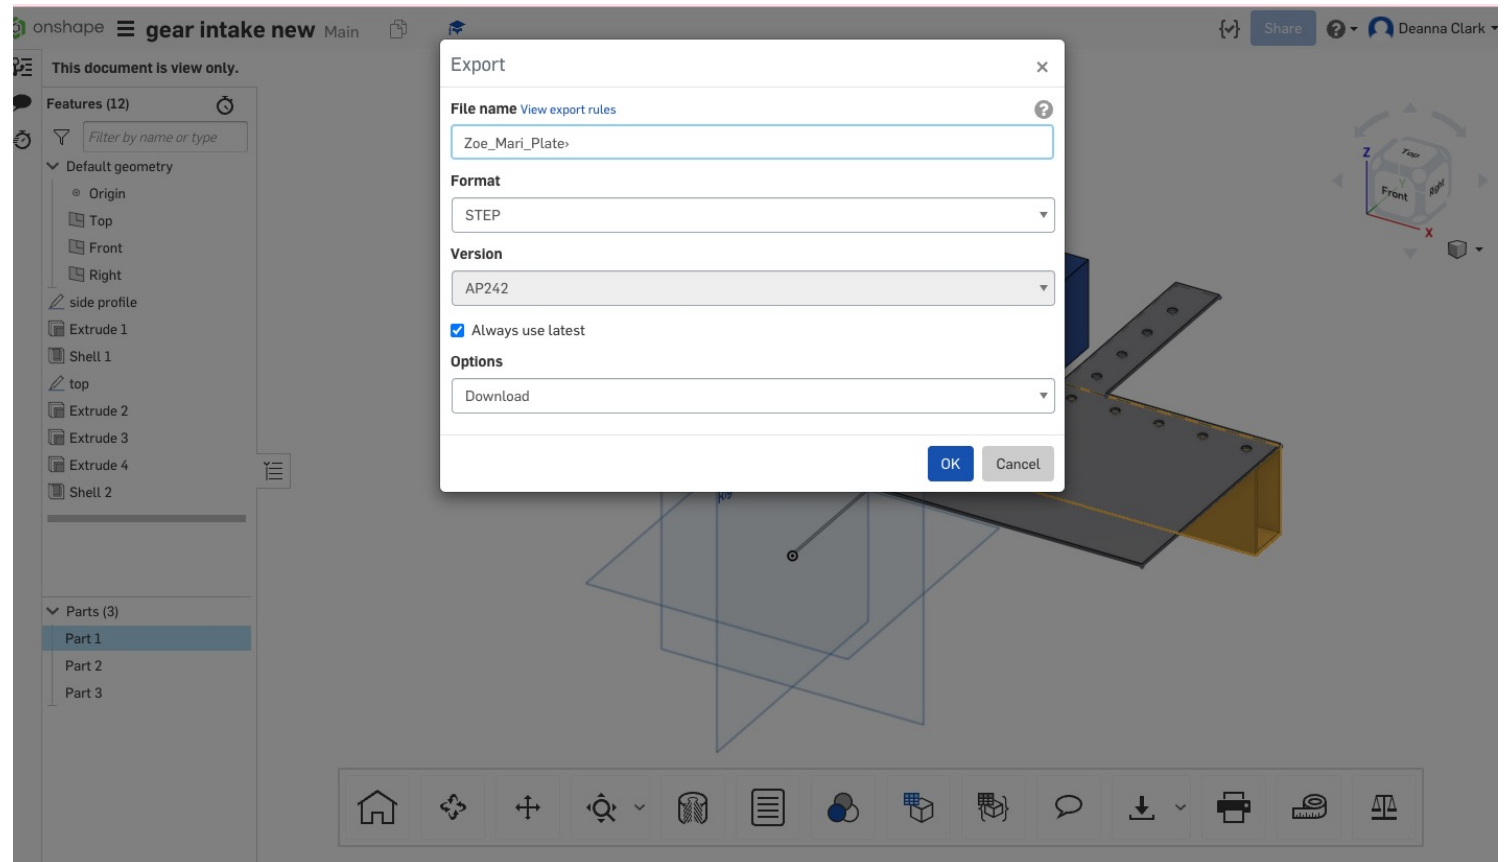 onshape gear intake new Main
Share
Deanna Clark
This document is view only.
Features (12)
Filter by name or type
Default geometry
Origin
Top
Front
Right
side profile
Extrude 1
Shell 1
top
Extrude 2
Extrude 3
Extrude 4
Shell 2
Parts (3)
Part 1
Part 2
Part 3
Export
File name View export rules
Zoe_Mari_Plate›
Format
STEP
Version
AP242
Always use latest
Options
Download
OK Cancel
Z
Top
Y
Front
Right
X